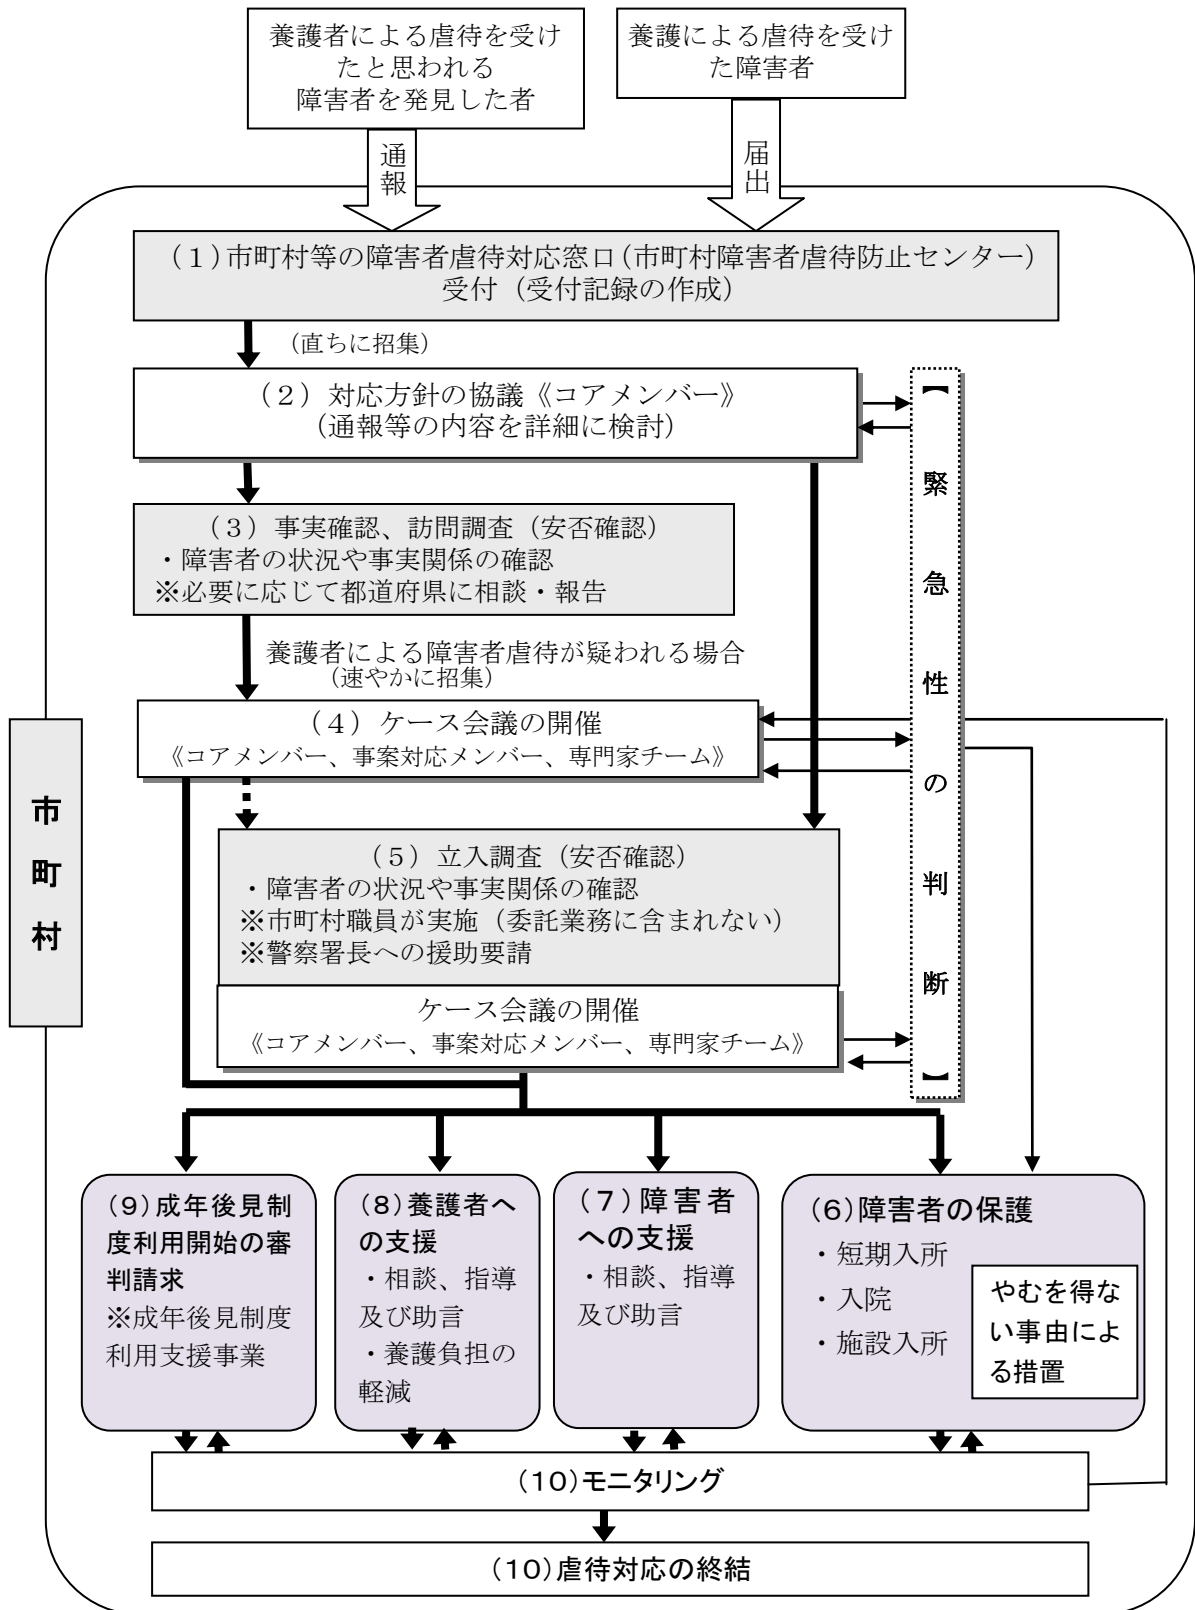 養護者による虐待を受け
たと思われる
障害者を発見した者
養護による虐待を受け
た障害者
通報
届出
（１）市町村等の障害者虐待対応窓口（市町村障害者虐待防止センター）
受付（受付記録の作成）
（直ちに招集）
（２）対応方針の協議《コアメンバー》
（通報等の内容を詳細に検討）
【緊急性の判断】
（３）事実確認、訪問調査（安否確認）
・障害者の状況や事実関係の確認
※必要に応じて都道府県に相談・報告
養護者による障害者虐待が疑われる場合
（速やかに招集）
（４）ケース会議の開催
《コアメンバー、事案対応メンバー、専門家チーム》
市町村
（５）立入調査（安否確認）
・障害者の状況や事実関係の確認
※市町村職員が実施（委託業務に含まれない）
※警察署長への援助要請
ケース会議の開催
《コアメンバー、事案対応メンバー、専門家チーム》
（９）成年後見制
度利用開始の審
判請求
※成年後見制度
利用支援事業
（８）養護者へ
の支援
・相談、指導
及び助言
・養護負担の
軽減
（７）障害者
への支援
・相談、指導
及び助言
（６）障害者の保護
・短期入所
・入院
・施設入所
やむを得な
い事由によ
る措置
（１０）モニタリング
（１０）虐待対応の終結